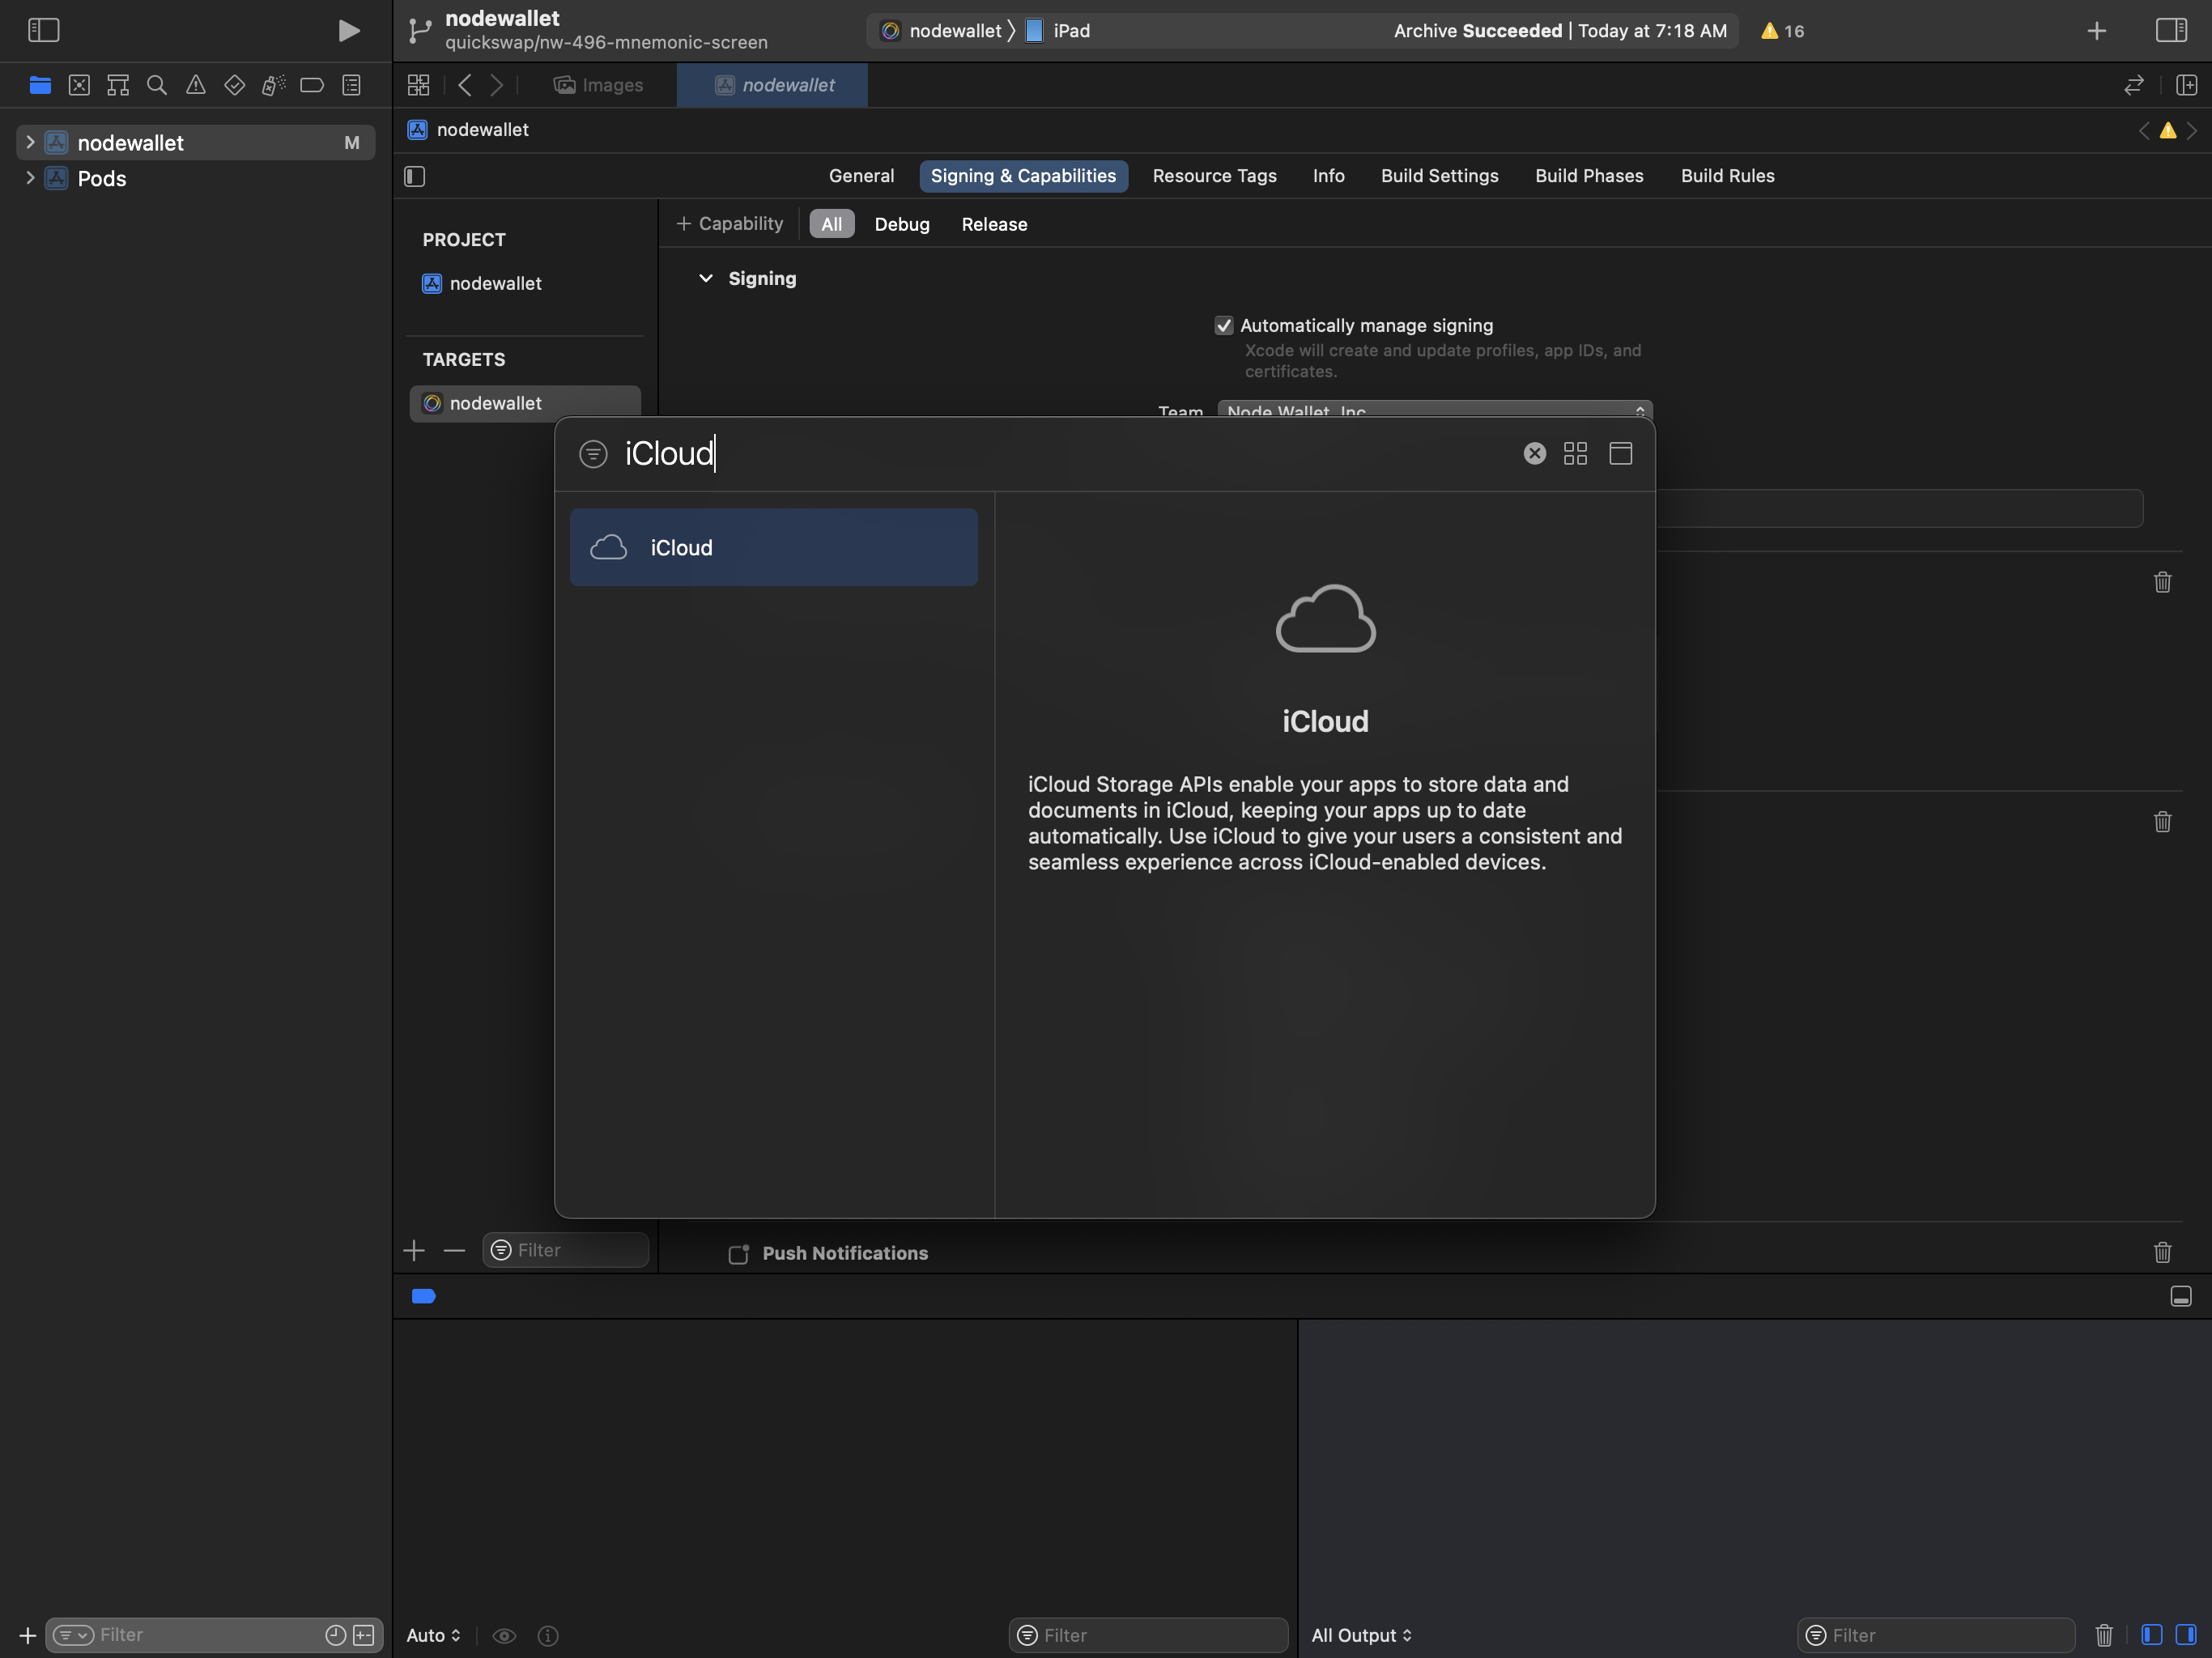 nodewallet
quickswap/nw-496-mnemonic-screen
nodewallet
iPad
Archive Succeeded | Today at 7:18 AM
16
Images
nodewallet
nodewallet
M
Pods
nodewallet
General
Signing & Capabilities
Resource Tags
Info
Build Settings
Build Phases
Build Rules
PROJECT
nodewallet
TARGETS
nodewallet
+ Capability
All
Debug
Release
Signing
Automatically manage signing
Xcode will create and update profiles, app IDs, and
certificates.
Team
Node Wallet, Inc.
iCloud
iCloud
iCloud
iCloud Storage APIs enable your apps to store data and
documents in iCloud, keeping your apps up to date
automatically. Use iCloud to give your users a consistent and
seamless experience across iCloud-enabled devices.
Filter
Push Notifications
Filter
Auto
Filter
All Output
Filter